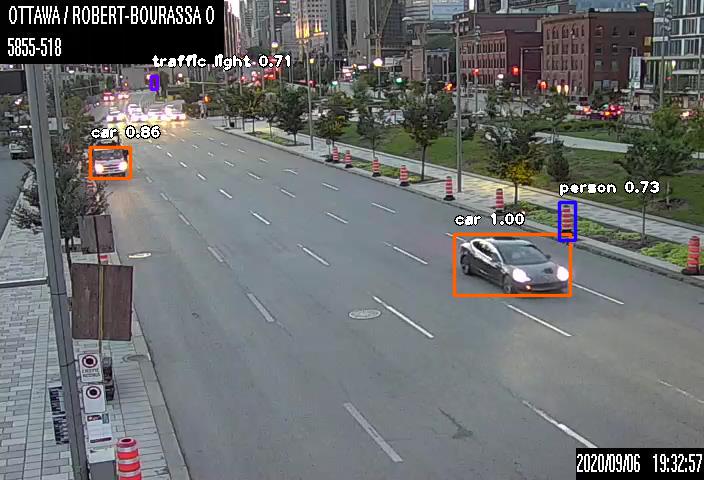 OTTAWA / ROBERT-BOURASSA O
5855-518
traffic light 0.71
car 0.86
person 0.73
car 1.00
2020/09/06 19:32:57